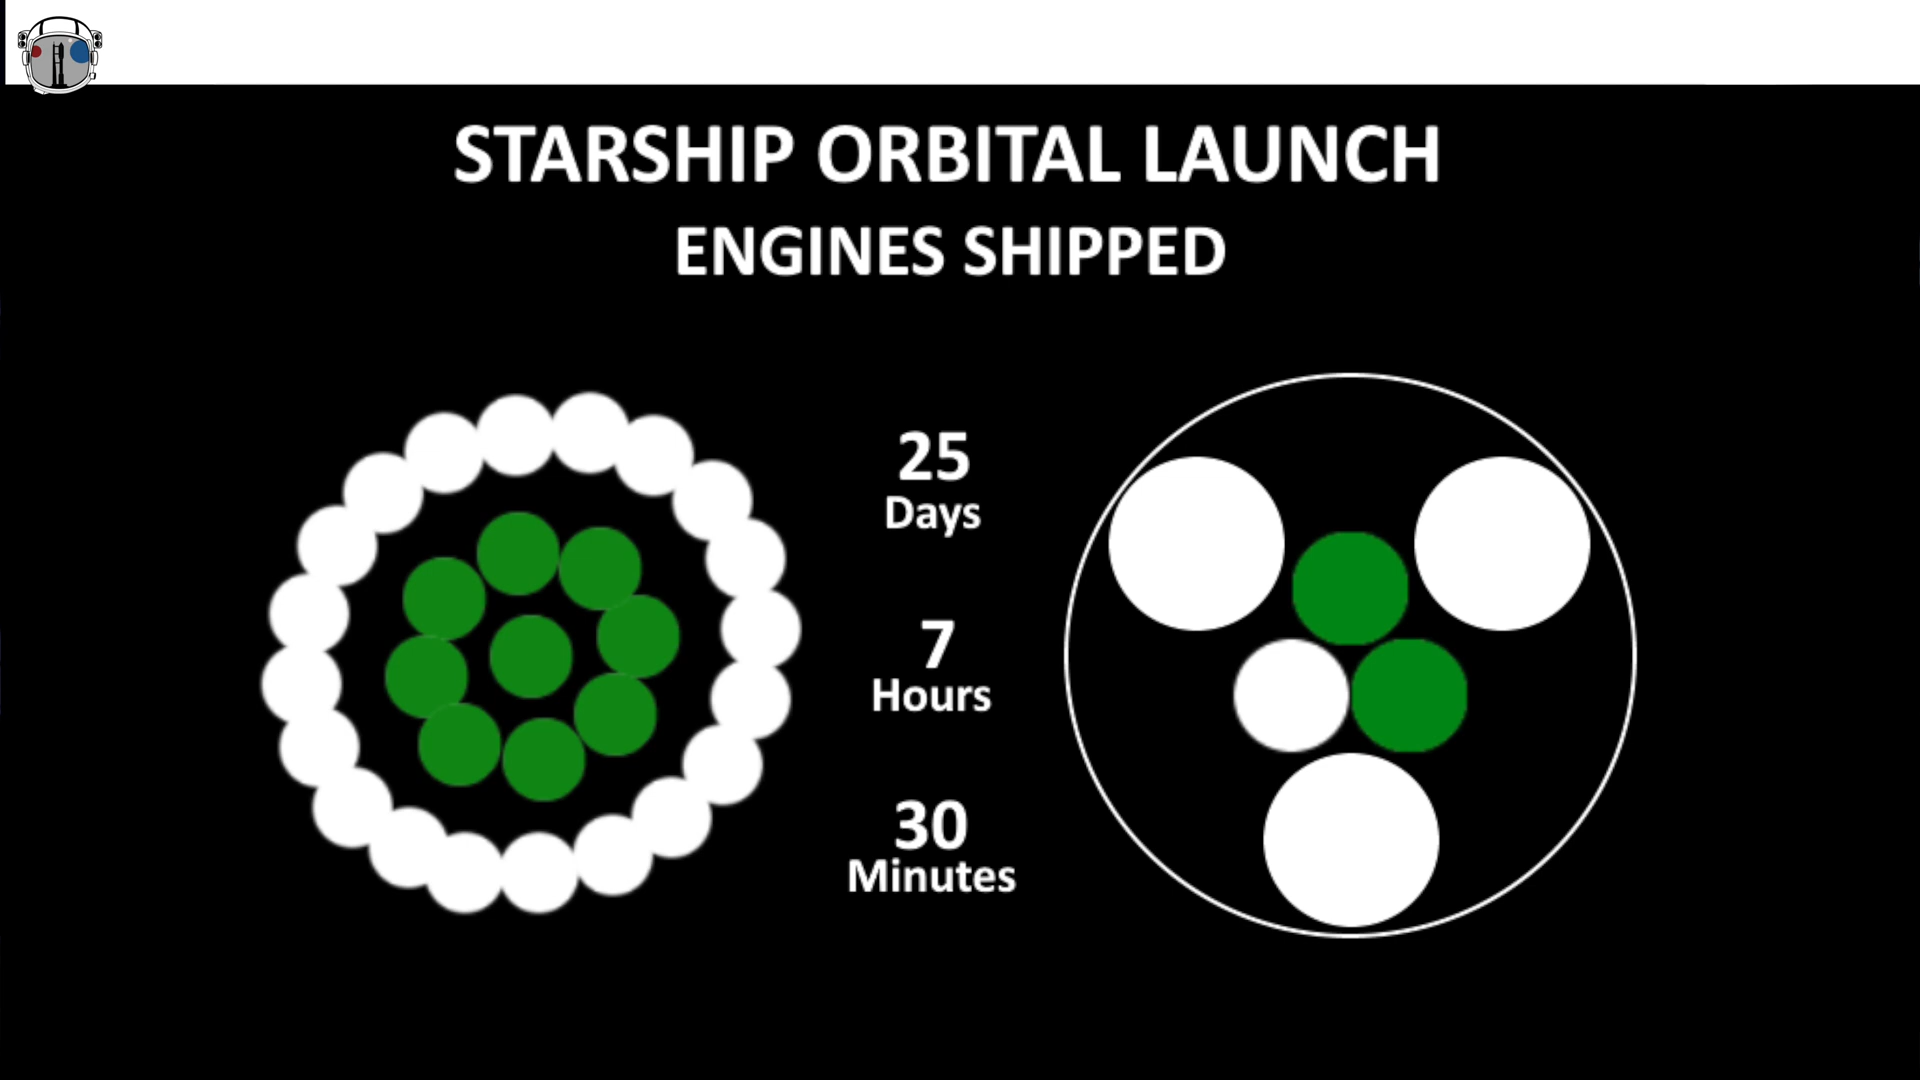 STARSHIP ORBITAL LAUNCH
ENGINES SHIPPED
25
Days
7
Hours
30
Minutes